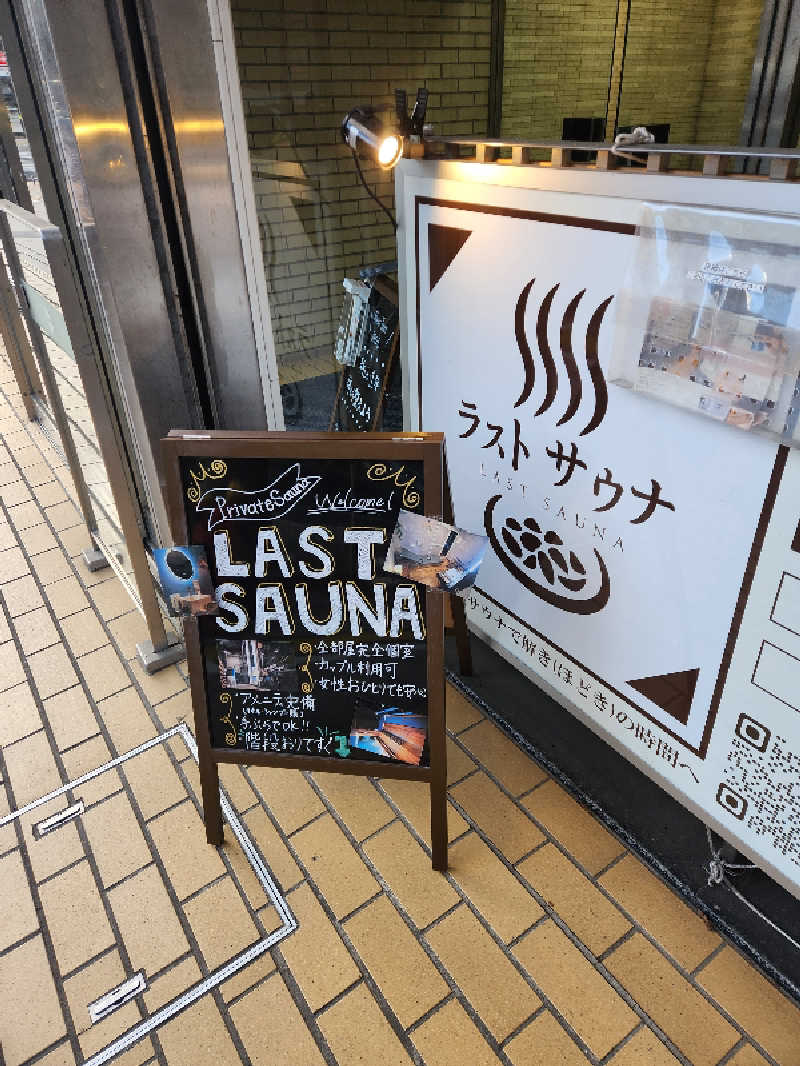 Private Sauna
Welcome!
LAST
SAUNA
全部屋完全個室
カップル利用可
女性おひとりでも安心
アメニティ完備
手ぶらでOK!!
階段おりてすぐ
ラスト サウナ
LAST SAUNA
サウナで解き(ほどき)の時間へ